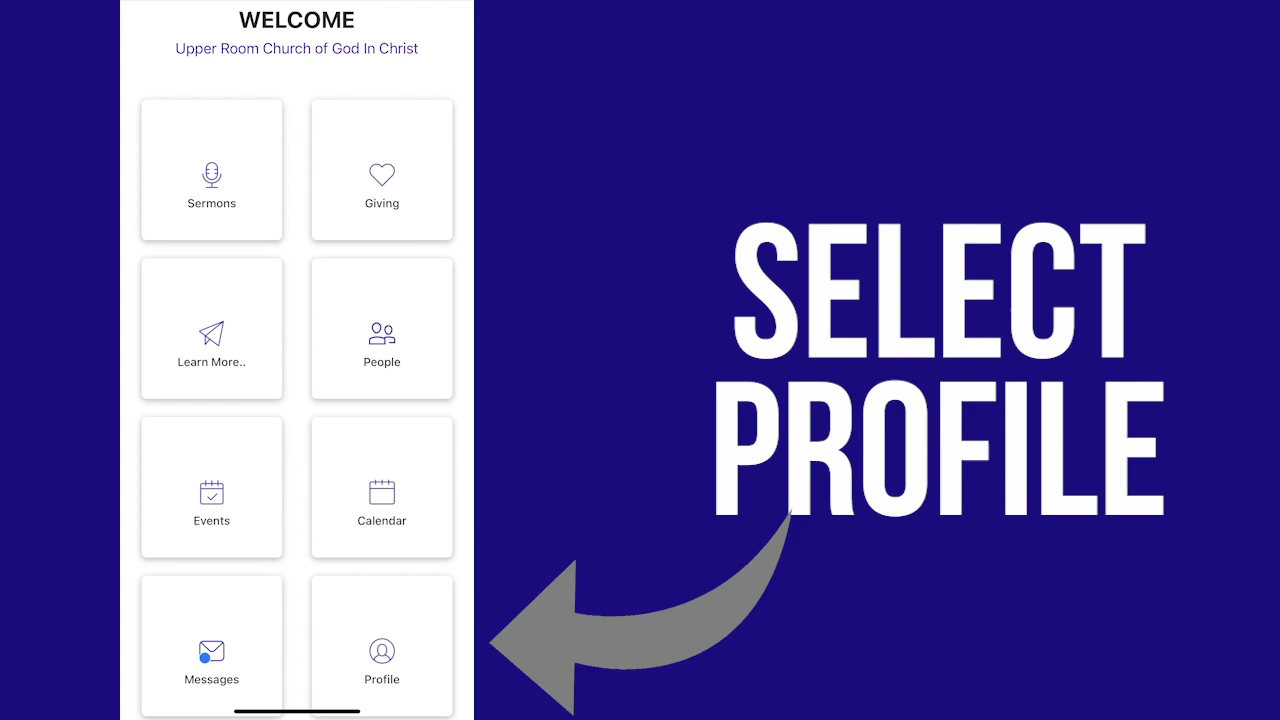 WELCOME
Upper Room Church of God In Christ
Sermons
Giving
Learn More..
People
Events
Calendar
Messages
Profile
SELECT
PROFILE